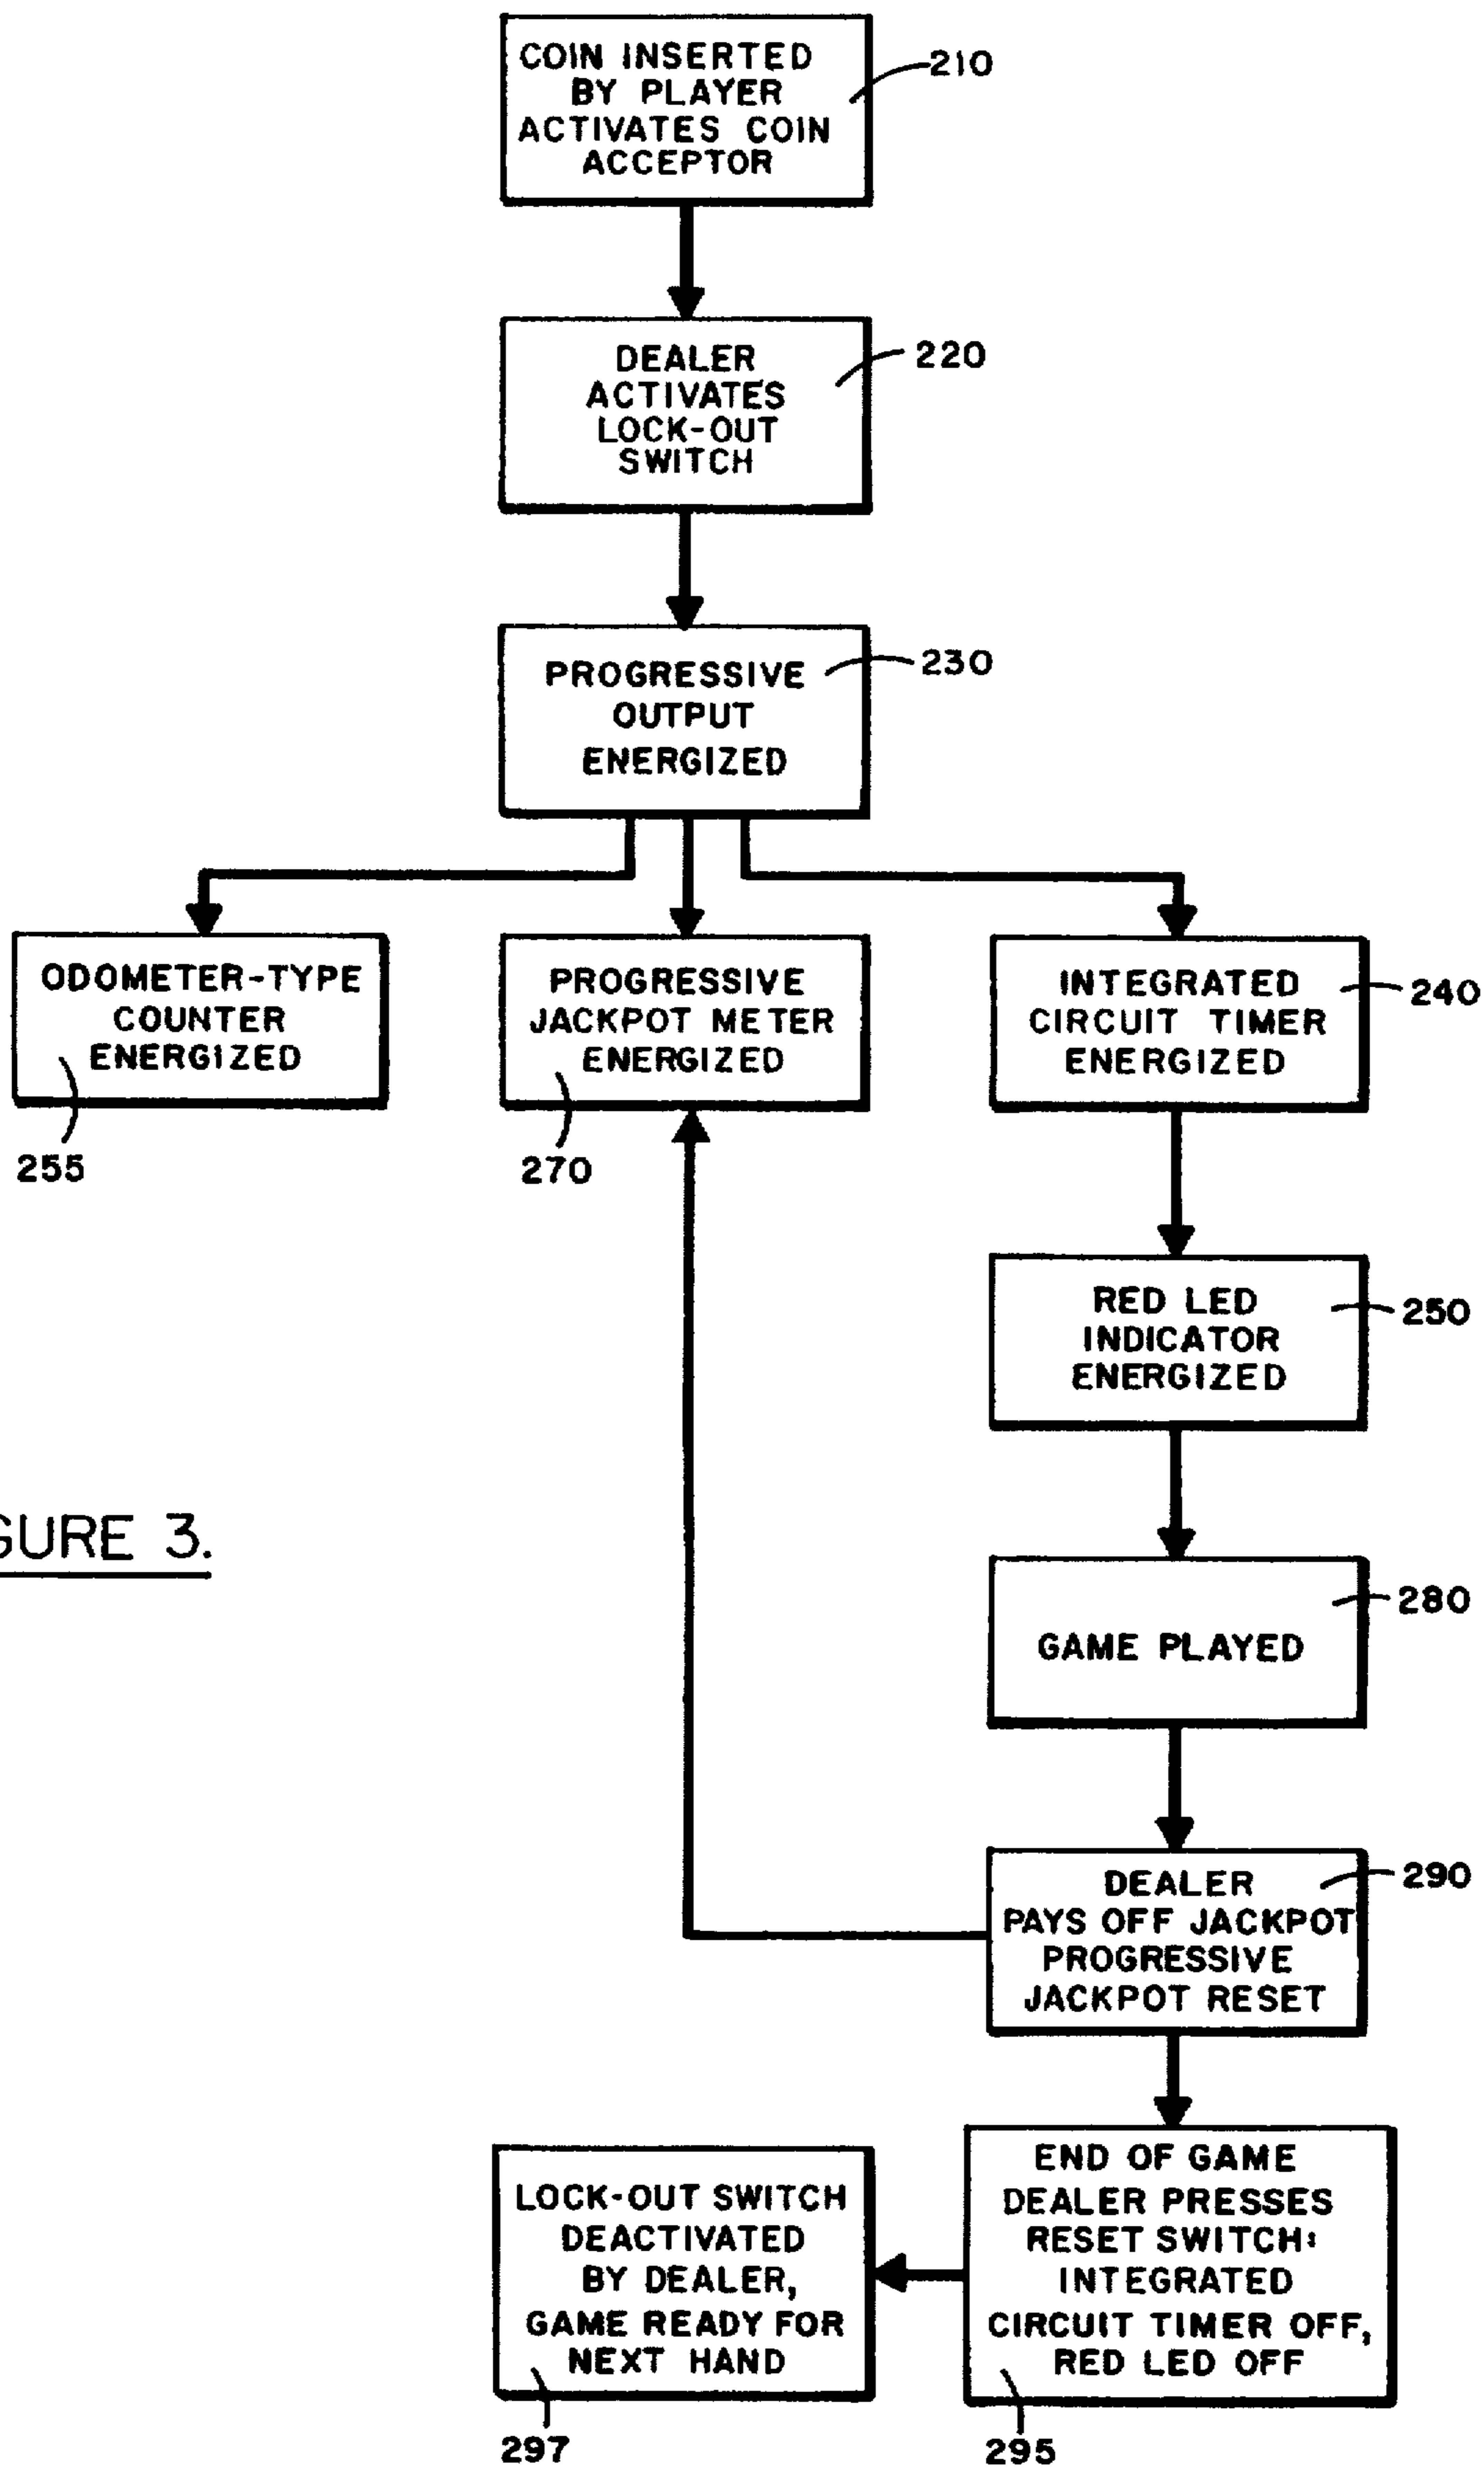 COIN INSERTED
BY PLAYER
ACTIVATES COIN
ACCEPTOR
210
DEALER
ACTIVATES
LOCK-OUT
SWITCH
220
PROGRESSIVE
OUTPUT
ENERGIZED
230
ODOMETER-TYPE
COUNTER
ENERGIZED
255
PROGRESSIVE
JACKPOT METER
ENERGIZED
270
INTEGRATED
CIRCUIT TIMER
ENERGIZED
240
RED LED
INDICATOR
ENERGIZED
250
GURE 3.
GAME PLAYED
280
DEALER
PAYS OFF JACKPOT
PROGRESSIVE
JACKPOT RESET
290
END OF GAME
DEALER PRESSES
RESET SWITCH:
INTEGRATED
CIRCUIT TIMER OFF,
RED LED OFF
295
LOCK-OUT SWITCH
DEACTIVATED
BY DEALER,
GAME READY FOR
NEXT HAND
297